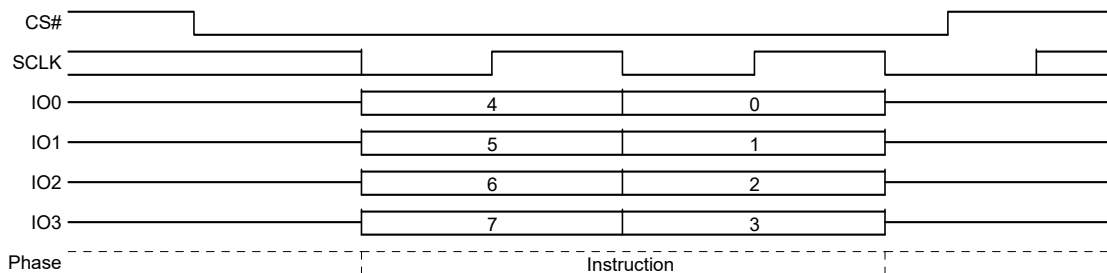 CS#
SCLK
IO0 4 0
IO1 5 1
IO2 6 2
IO3 7 3
Phase Instruction